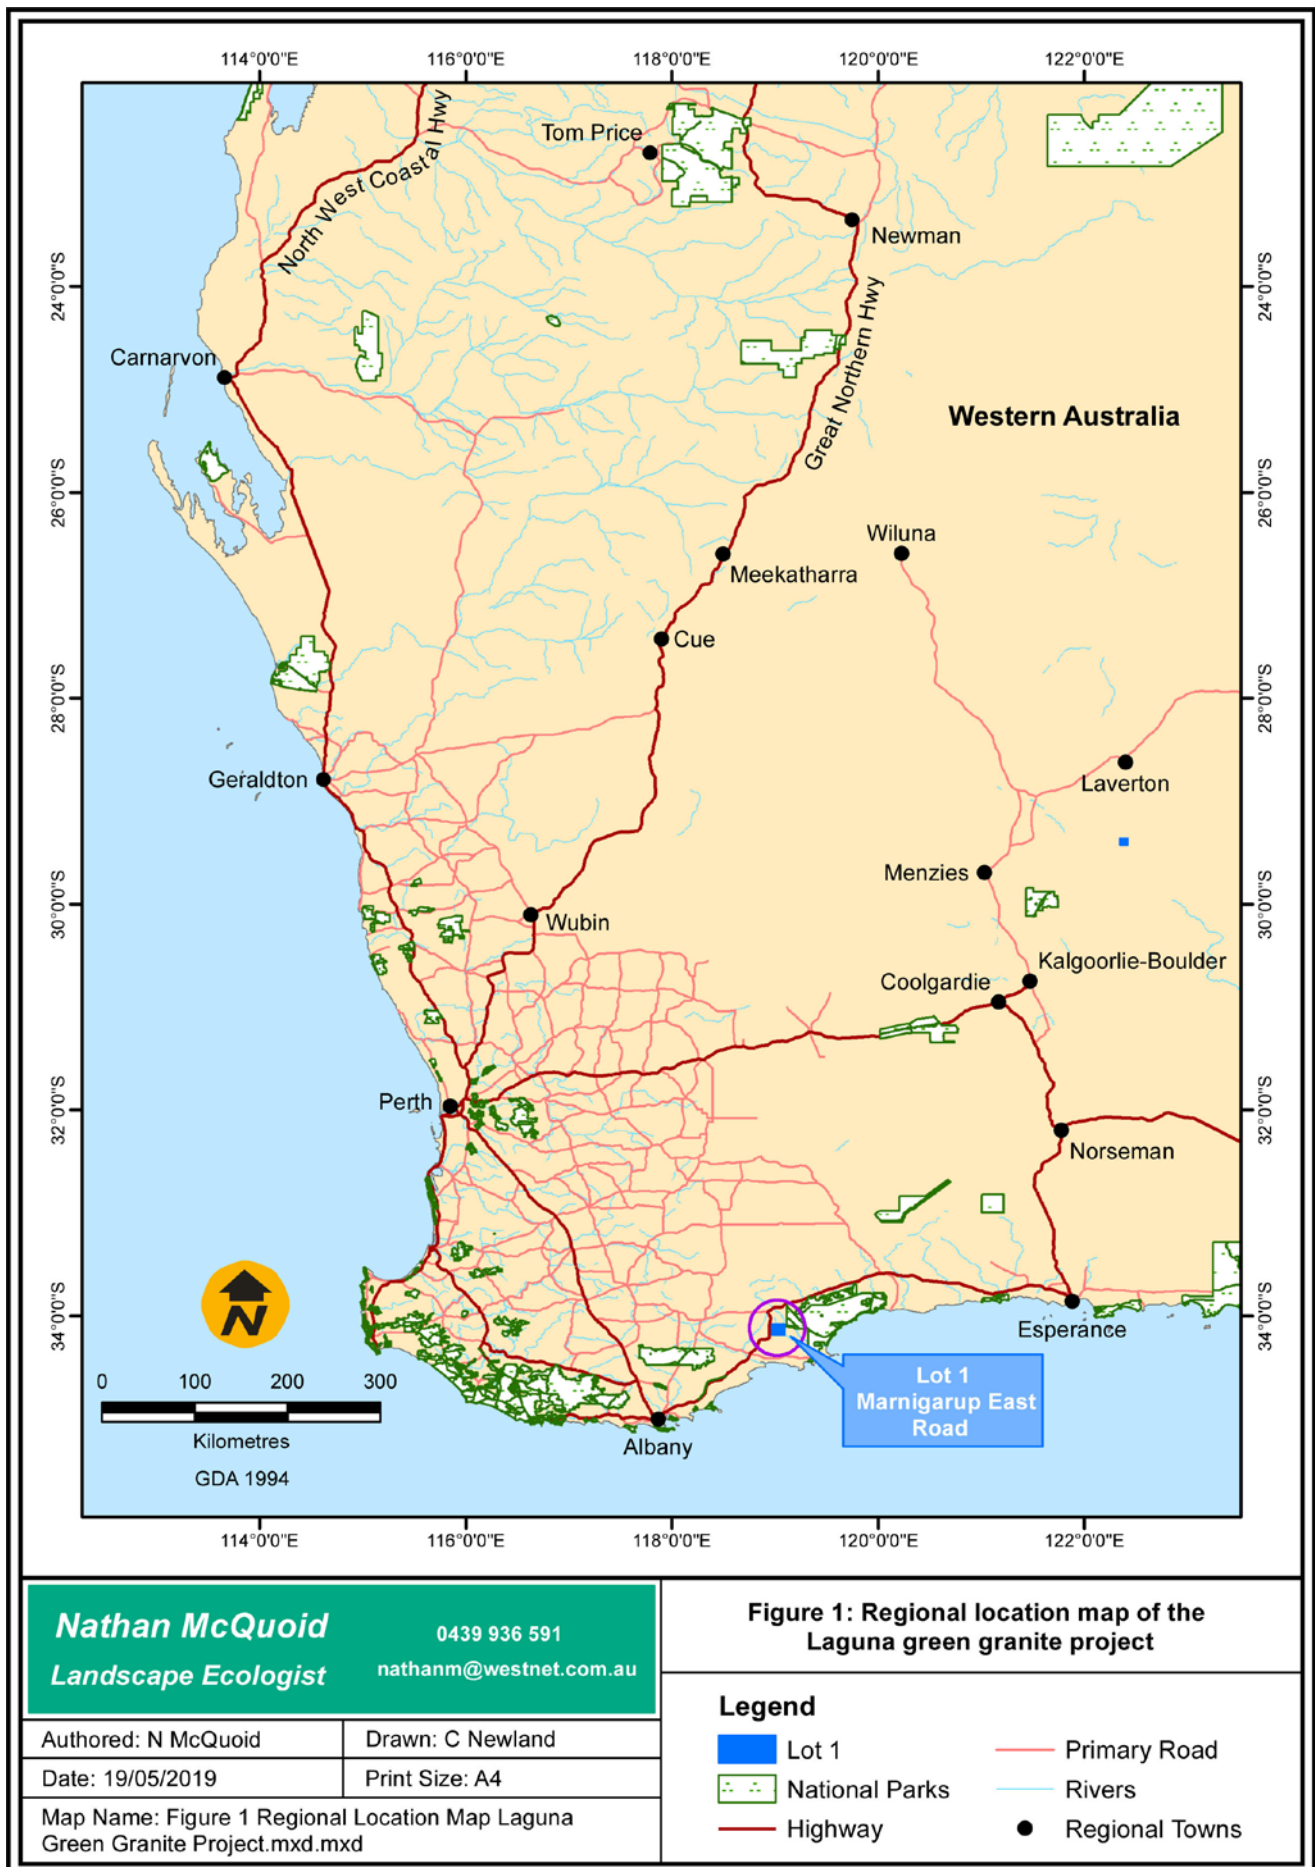 114°0'0"E 116°0'0"E 118°0'0"E 120°0'0"E 122°0'0"E
North West Coastal Hwy
Tom Price
Newman
24°0'0"S
24°0'0"S
Great Northern Hwy
Carnarvon
Western Australia
26°0'0"S
26°0'0"S
Wiluna
Meekatharra
Cue
28°0'0"S
28°0'0"S
Geraldton
Laverton
Menzies
30°0'0"S
30°0'0"S
Wubin
Kalgoorlie-Boulder
Coolgardie
Perth
32°0'0"S
32°0'0"S
Norseman
N
34°0'0"S
34°0'0"S
Esperance
Lot 1
Marnigarup East
Road
0 100 200 300
Kilometres
GDA 1994
Albany
114°0'0"E 116°0'0"E 118°0'0"E 120°0'0"E 122°0'0"E
Nathan McQuoid
Landscape Ecologist
0439 936 591
nathanm@westnet.com.au
Authored: N McQuoid
Drawn: C Newland
Date: 19/05/2019
Print Size: A4
Map Name: Figure 1 Regional Location Map Laguna
Green Granite Project.mxd.mxd
Figure 1: Regional location map of the
Laguna green granite project
Legend
Lot 1
National Parks
Highway
Primary Road
Rivers
Regional Towns